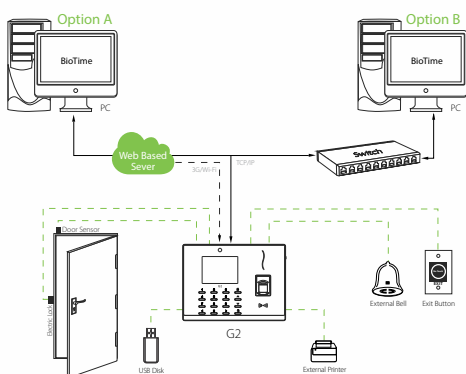 Option A
Option B
BioTime
BioTime
PC
PC
Web Based
Sever
3G/Wi-Fi
TCP/IP
Switch
Door Sensor
Electric Lock
G2
External Bell
EXIT
Exit Button
USB Disk
External Printer